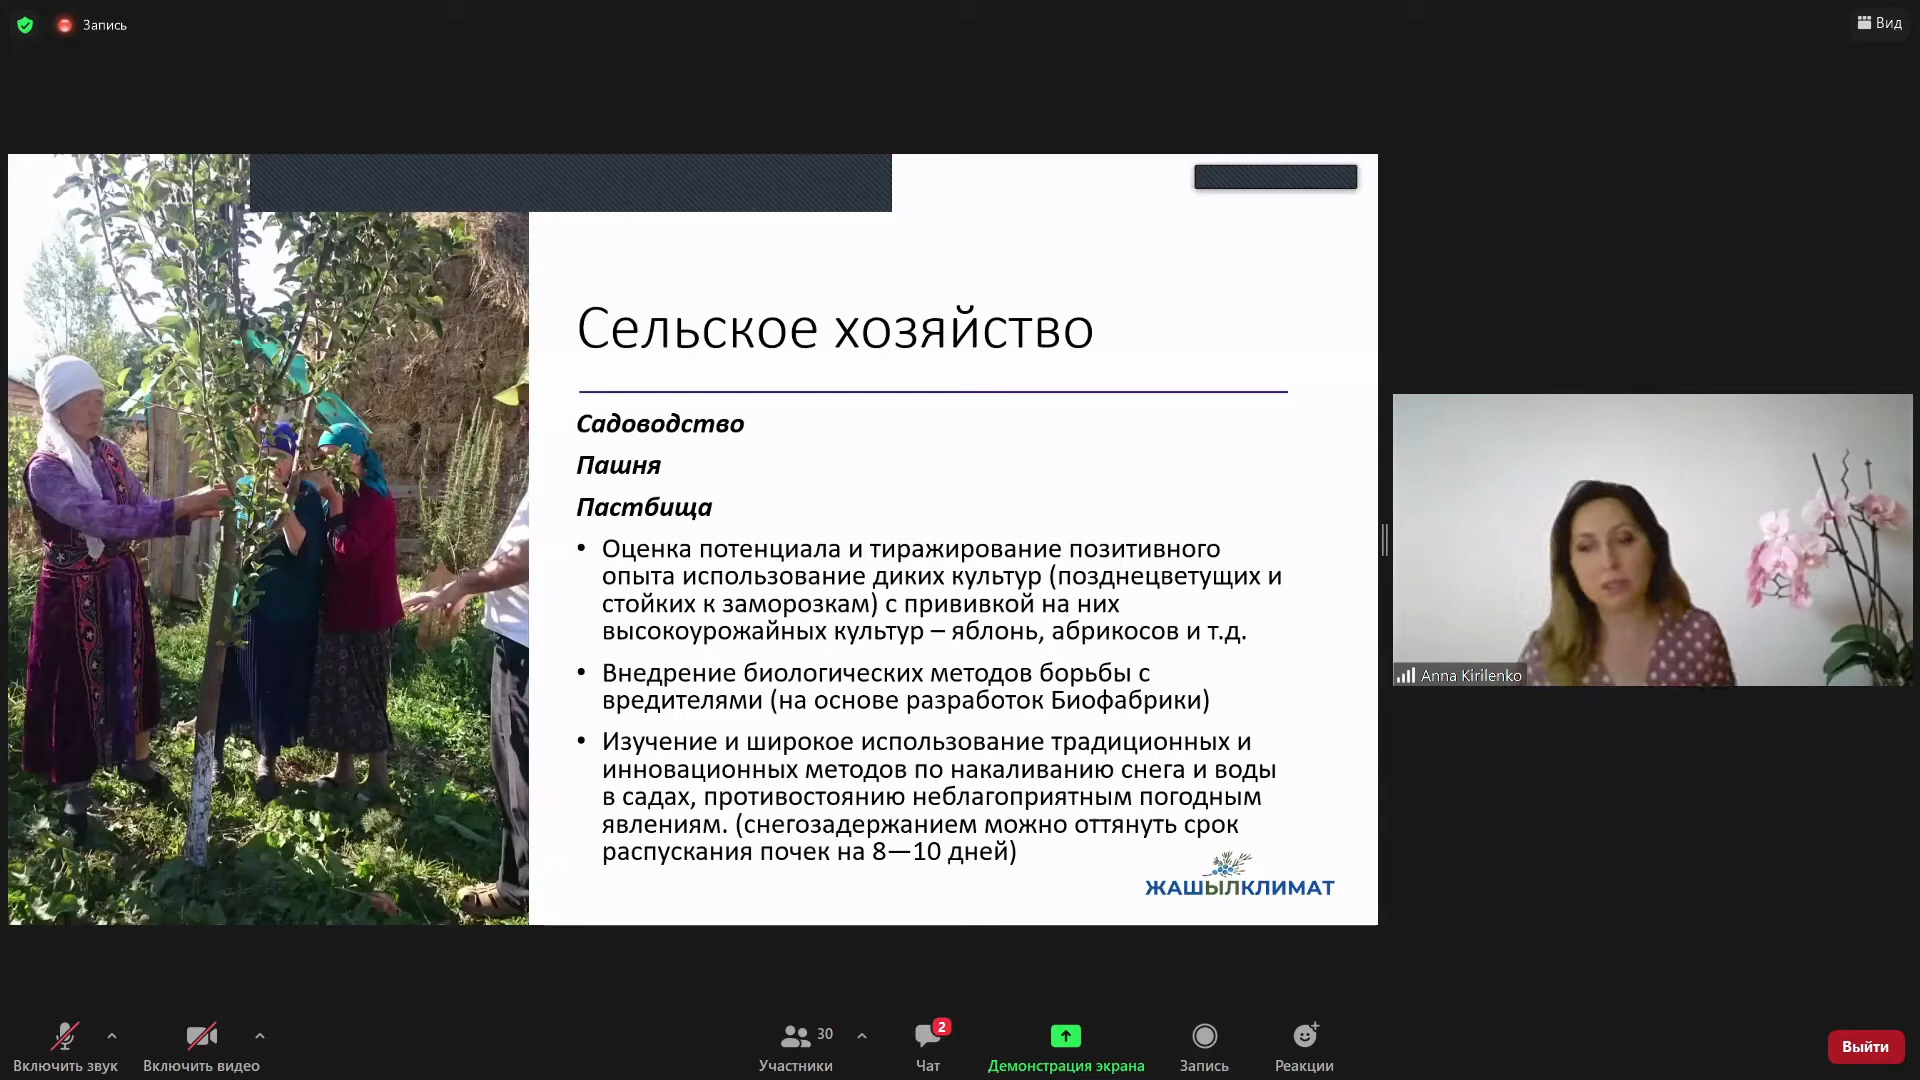 Запись
Вид
Сельское хозяйство
Садоводство
Пашня
Пастбища
• Оценка потенциала и тиражирование позитивного
опыта использование диких культур (позднецветущих и
стойких к заморозкам) с прививкой на них
высокоурожайных культур – яблонь, абрикосов и т.д.
• Внедрение биологических методов борьбы с
вредителями (на основе разработок Биофабрики)
• Изучение и широкое использование традиционных и
инновационных методов по накаливанию снега и воды
в садах, противостоянию неблагоприятным погодным
явлениям. (снегозадержанием можно оттянуть срок
распускания почек на 8—10 дней)
ЖАШЫЛКЛИМАТ
Anna Kirilenko
Включить звук
Включить видео
30
Участники
2
Чат
Демонстрация экрана
Запись
Реакции
Выйти